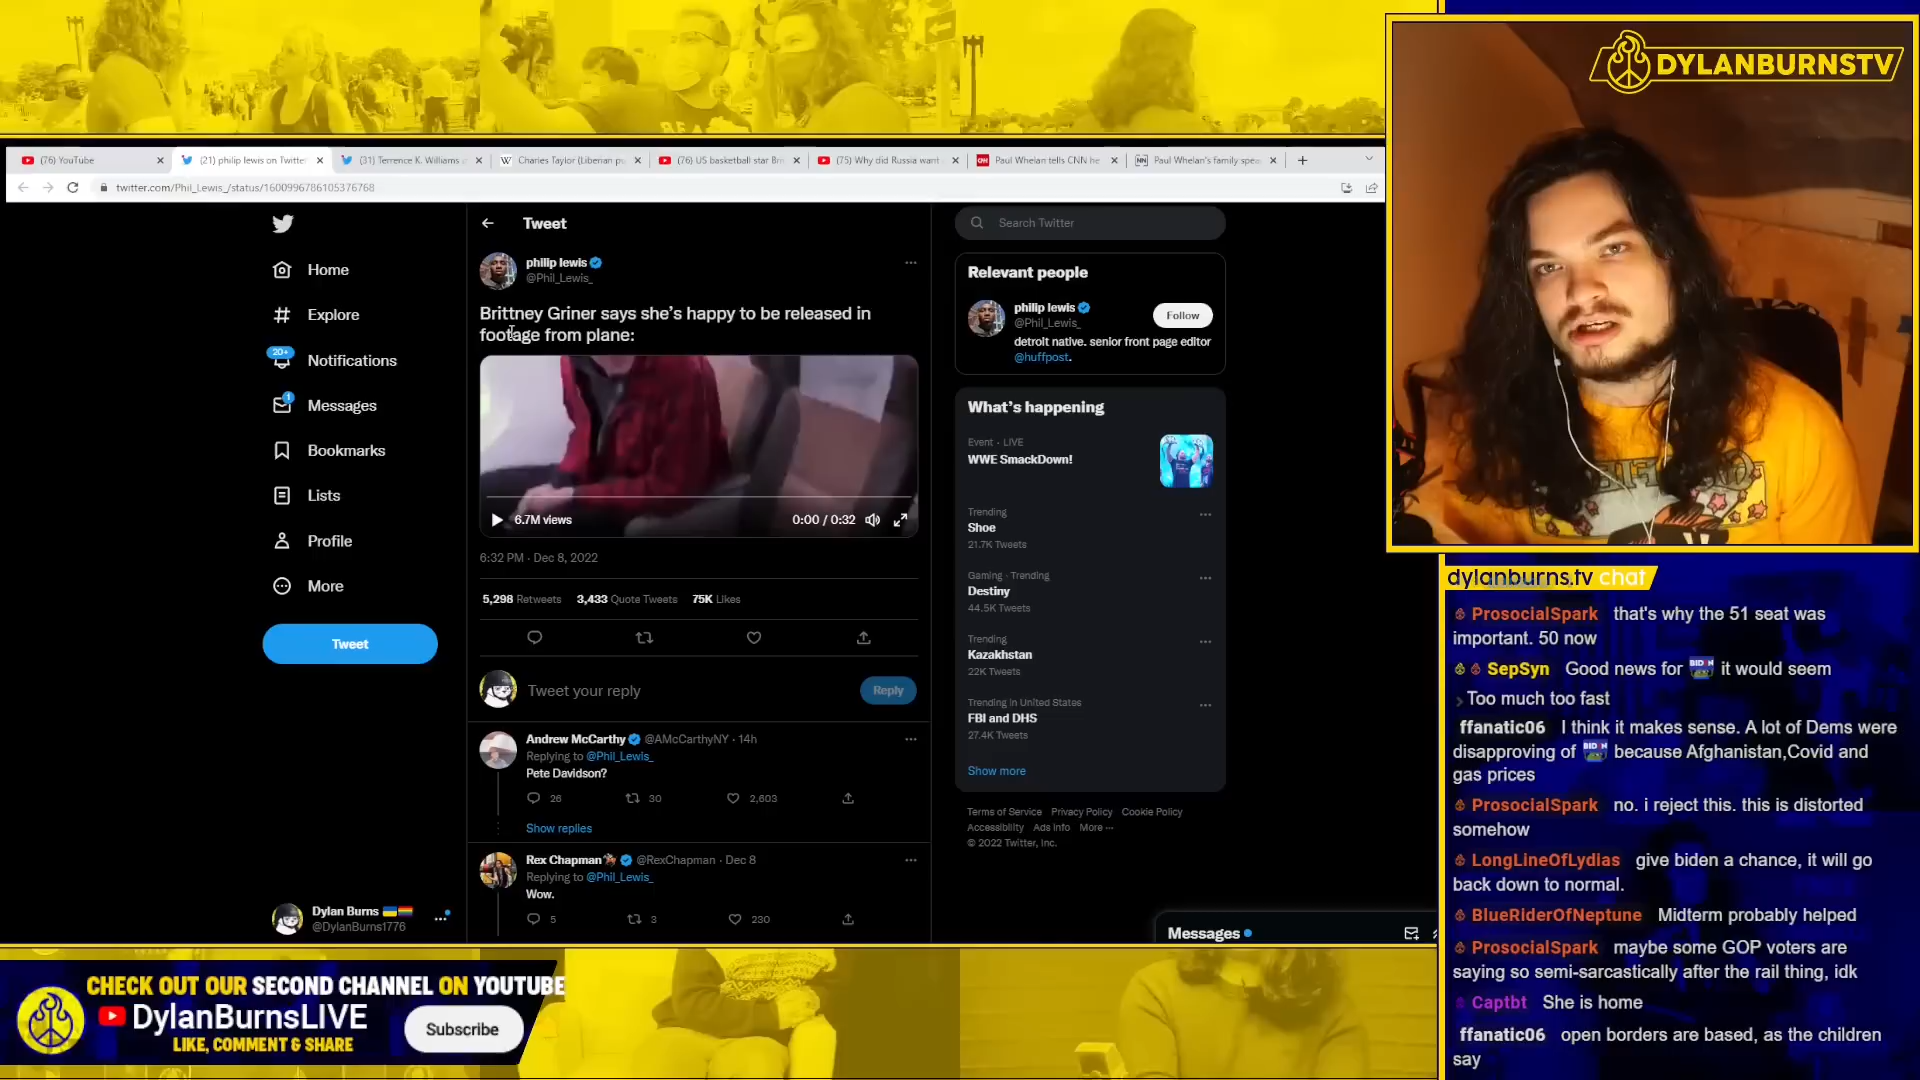 DYLANBURNSTV
(76) YouTube
(21) philip lewis on Twitte
(31) Terrence K. Williams
Charles Taylor (Liberian p
(76) US basketball star Bri
(75) Why did Russia want
Paul Whelan tells CNN he
Paul Whelan's family spea
twitter.com/Phil_Lewis_/status/1600996786105376768
Home
Explore
20+
Notifications
1
Messages
Bookmarks
Lists
Profile
More
Tweet
Dylan Burns
@DylanBurns1776
Tweet
philip lewis
@Phil_Lewis_
Brittney Griner says she's happy to be released in
footage from plane:
6.7M views
0:00 / 0:32
6:32 PM · Dec 8, 2022
5,298 Retweets 3,433 Quote Tweets 75K Likes
Tweet your reply
Reply
Andrew McCarthy @AMcCarthyNY · 14h
Replying to @Phil_Lewis_
Pete Davidson?
26 30 2,603
Show replies
Rex Chapman @RexChapman · Dec 8
Replying to @Phil_Lewis_
Wow.
5 3 230
Search Twitter
Relevant people
philip lewis
@Phil_Lewis_
Follow
detroit native. senior front page editor
@huffpost.
What's happening
Event · LIVE
WWE SmackDown!
Trending
Shoe
21.7K Tweets
Gaming · Trending
Destiny
44.5K Tweets
Trending
Kazakhstan
22K Tweets
Trending in United States
FBI and DHS
27.4K Tweets
Show more
Terms of Service Privacy Policy Cookie Policy
Accessibility Ads info More ···
© 2022 Twitter, Inc.
Messages
dylanburns.tv chat
ProsocialSpark that's why the 51 seat was
important. 50 now
SepSyn Good news for BIDEN it would seem
Too much too fast
ffanatic06 I think it makes sense. A lot of Dems were
disapproving of BIDEN because Afghanistan,Covid and
gas prices
ProsocialSpark no. i reject this. this is distorted
somehow
LongLineOfLydias give biden a chance, it will go
back down to normal.
BlueRiderOfNeptune Midterm probably helped
ProsocialSpark maybe some GOP voters are
saying so semi-sarcastically after the rail thing, idk
Captbt She is home
ffanatic06 open borders are based, as the children
say
CHECK OUT OUR SECOND CHANNEL ON YOUTUBE
DylanBurnsLIVE
LIKE, COMMENT & SHARE
Subscribe